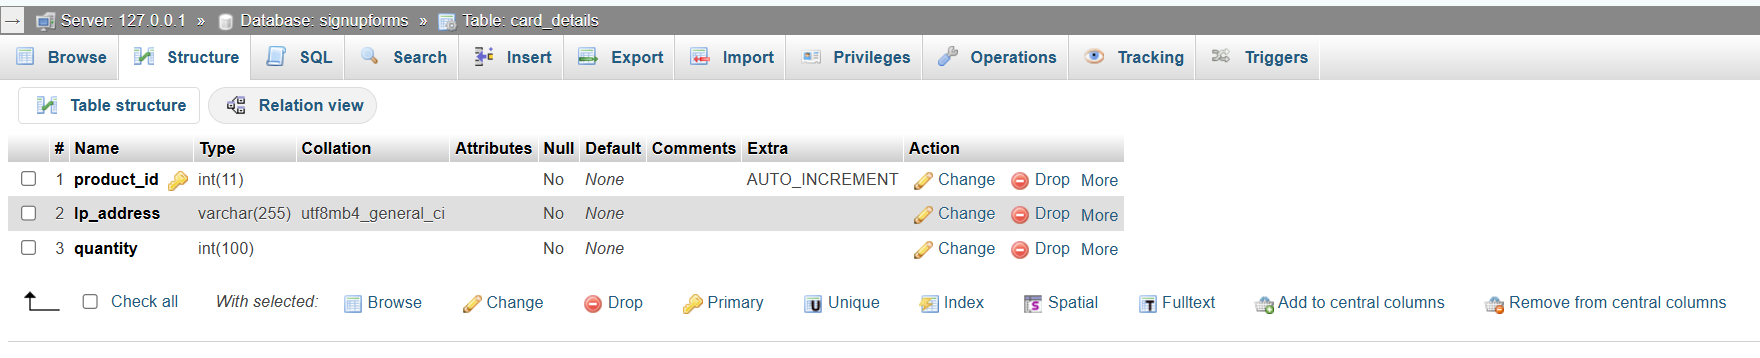 → Server: 127.0.0.1 » Database: signupforms » Table: card_details
Browse Structure SQL Search Insert Export Import Privileges Operations Tracking Triggers
Table structure Relation view
# Name Type Collation Attributes Null Default Comments Extra Action
1 product_id int(11) No None AUTO_INCREMENT Change Drop More
2 Ip_address varchar(255) utf8mb4_general_ci No None Change Drop More
3 quantity int(100) No None Change Drop More
Check all With selected: Browse Change Drop Primary U Unique Index S Spatial T Fulltext Add to central columns Remove from central columns